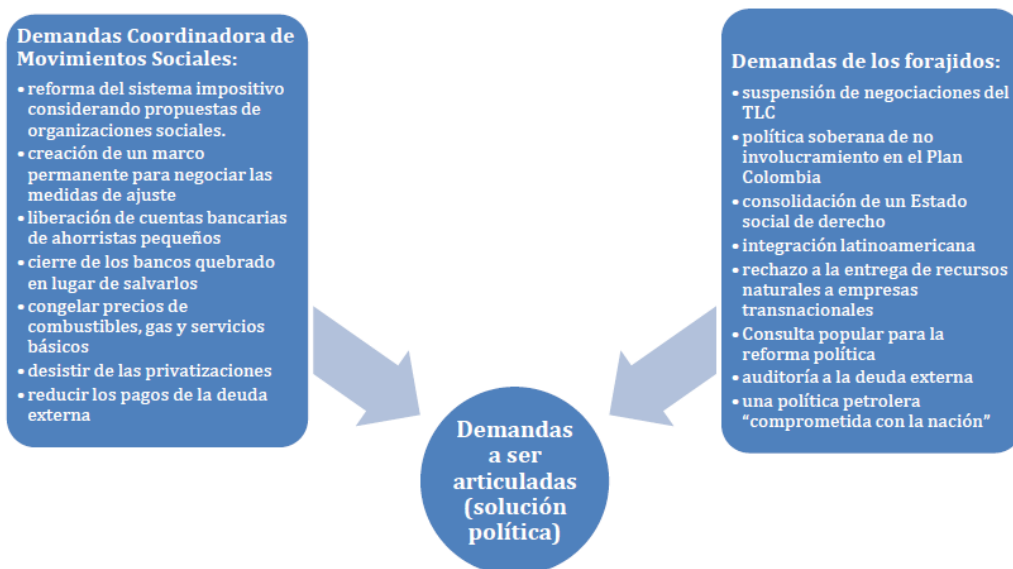 Demandas Coordinadora de
Movimientos Sociales:
• reforma del sistema impositivo
considerando propuestas de
organizaciones sociales.
• creación de un marco
permanente para negociar las
medidas de ajuste
• liberación de cuentas bancarias
de ahorristas pequeños
• cierre de los bancos quebrado
en lugar de salvarlos
• congelar precios de
combustibles, gas y servicios
básicos
• desistir de las privatizaciones
• reducir los pagos de la deuda
externa
Demandas de los forajidos:
• suspensión de negociaciones del
TLC
• política soberana de no
involucramiento en el Plan
Colombia
• consolidación de un Estado
social de derecho
• integración latinoamericana
• rechazo a la entrega de recursos
naturales a empresas
transnacionales
• Consulta popular para la
reforma política
• auditoría a la deuda externa
• una política petrolera
“comprometida con la nación”
Demandas
a ser
articuladas
(solución
política)